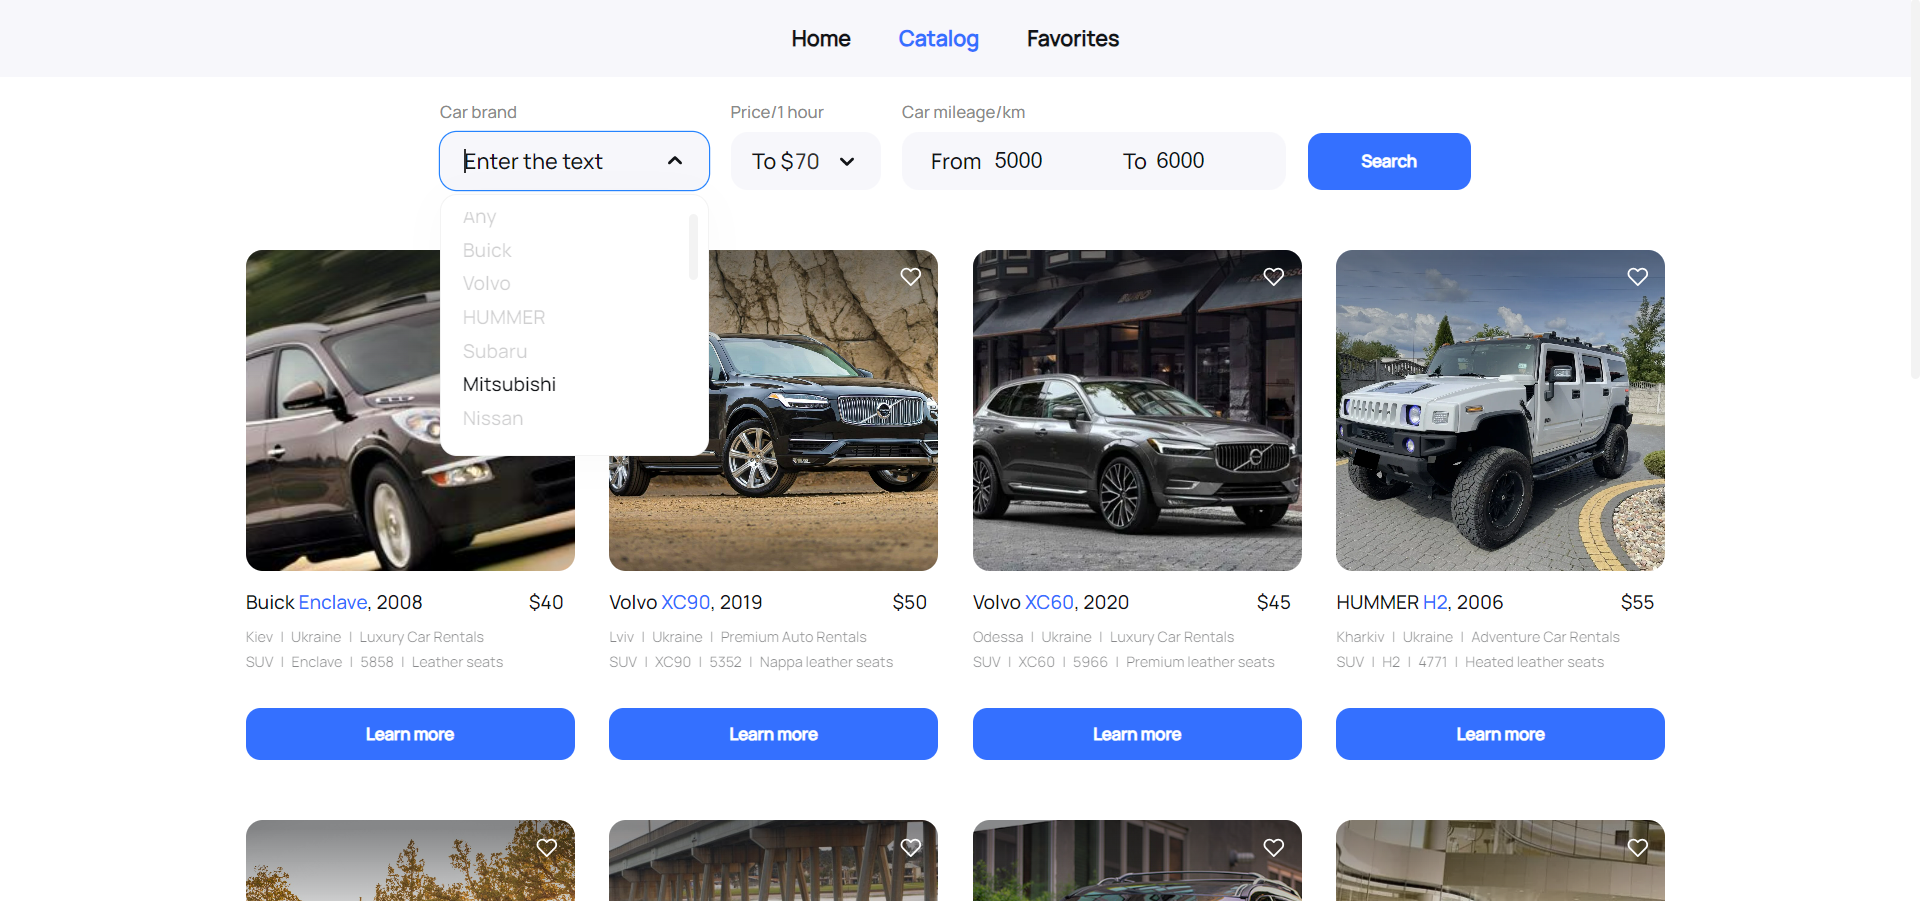 Home Catalog Favorites
Car brand Price/1 hour Car mileage/km
Enter the text To $70 From 5000 To 6000 Search
Any
Buick
Volvo
HUMMER
Subaru
Mitsubishi
Nissan
Buick Enclave, 2008 $40
Kiev | Ukraine | Luxury Car Rentals
SUV | Enclave | 5858 | Leather seats
Learn more
Volvo XC90, 2019 $50
Lviv | Ukraine | Premium Auto Rentals
SUV | XC90 | 5352 | Nappa leather seats
Learn more
Volvo XC60, 2020 $45
Odessa | Ukraine | Luxury Car Rentals
SUV | XC60 | 5966 | Premium leather seats
Learn more
HUMMER H2, 2006 $55
Kharkiv | Ukraine | Adventure Car Rentals
SUV | H2 | 4771 | Heated leather seats
Learn more